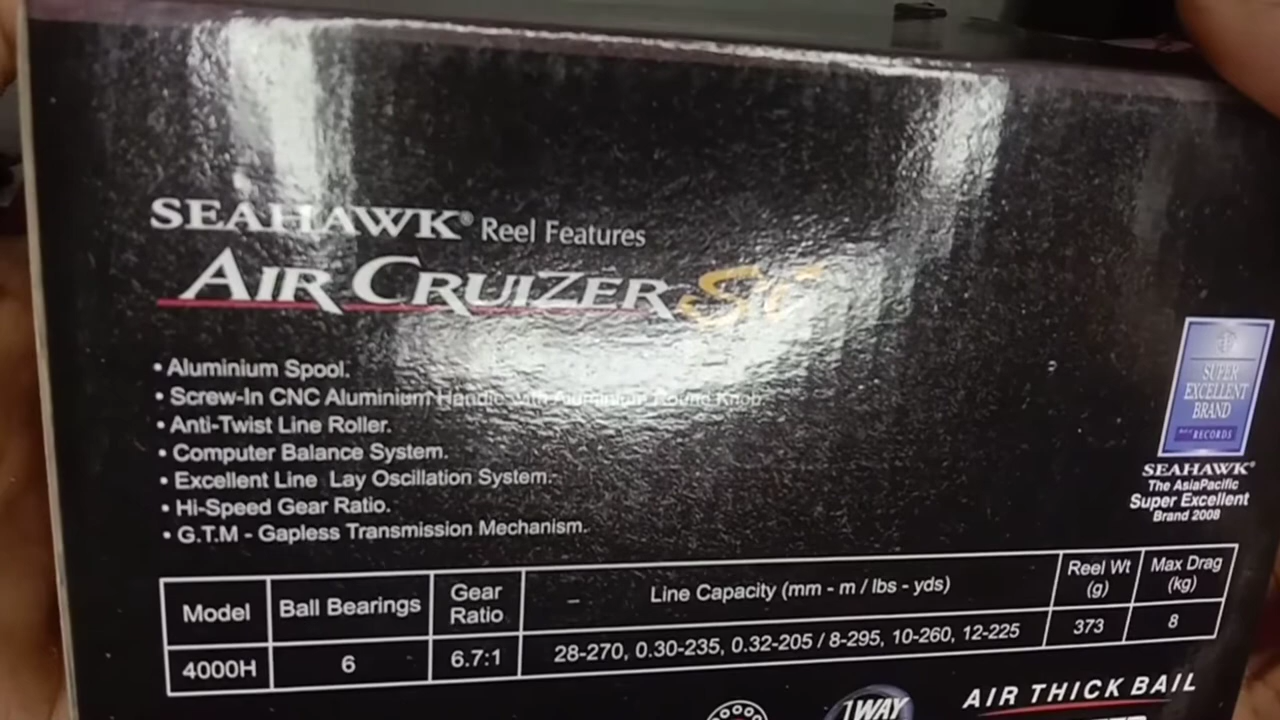 SEAHAWK® Reel Features
AIR CRUIZER
• Aluminium Spool.
• Screw-In CNC Aluminium Handle with Aluminium Round Knob
• Anti-Twist Line Roller.
• Computer Balance System.
• Excellent Line Lay Oscillation System.
• Hi-Speed Gear Ratio.
• G.T.M - Gapless Transmission Mechanism.
SUPER
EXCELLENT
BRAND
RECORDS
SEAHAWK®
The AsiaPacific
Super Excellent
Brand 2008
Model Ball Bearings Gear Ratio Line Capacity (mm - m / lbs - yds) Reel Wt (g) Max Drag (kg)
4000H 6 6.7:1 28-270, 0.30-235, 0.32-205 / 8-295, 10-260, 12-225 373 8
1WAY
AIR THICK BAIL